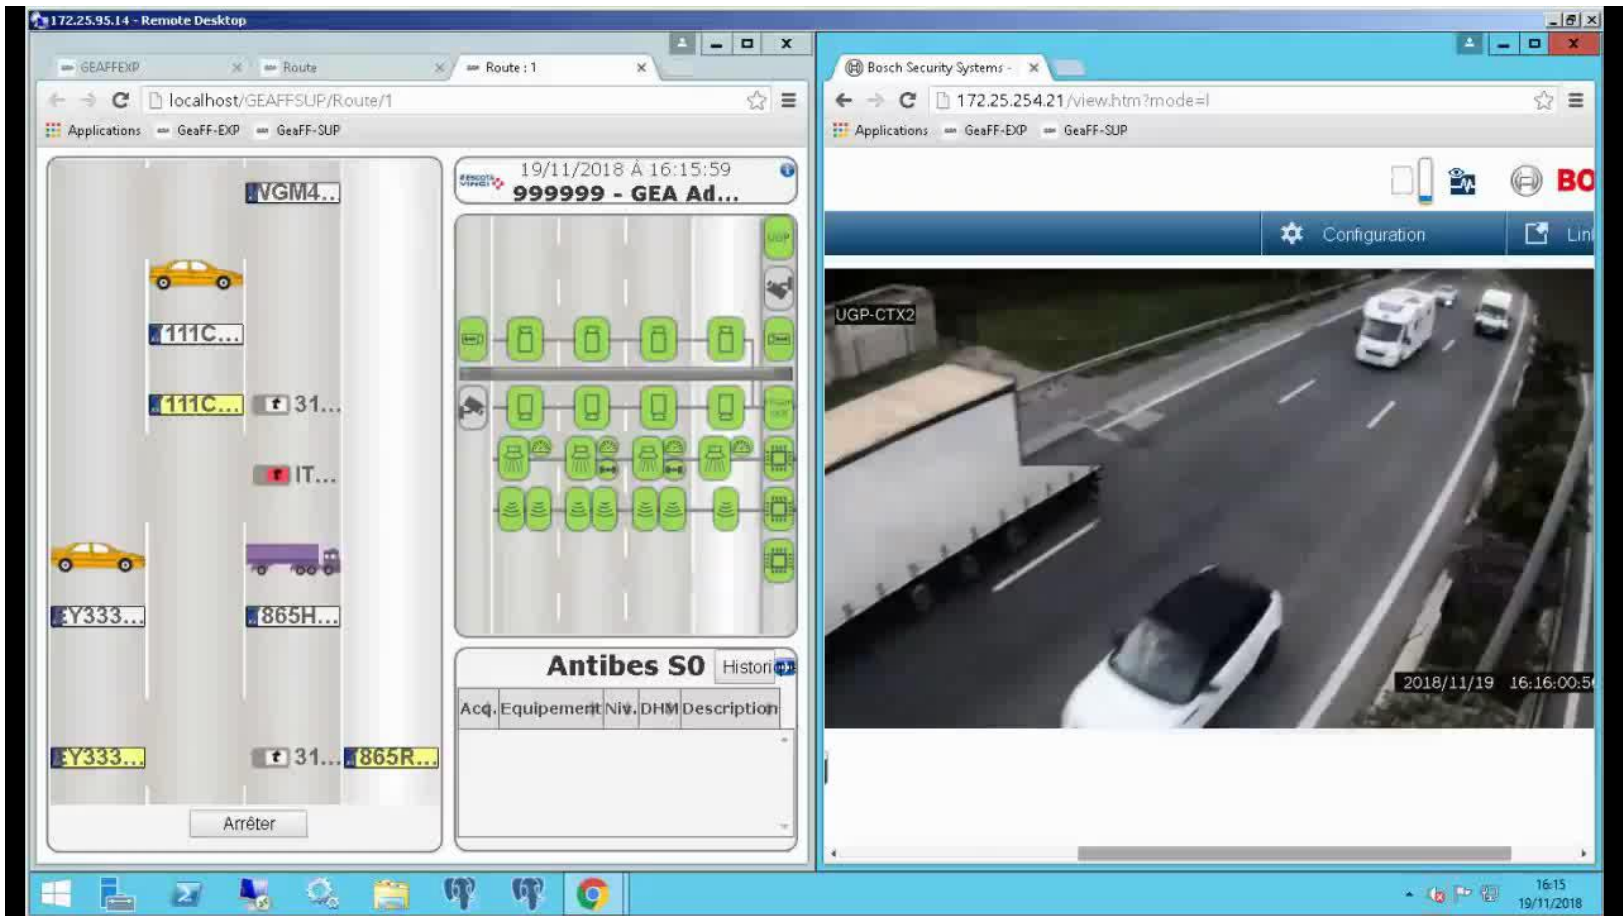 172.25.95.14 - Remote Desktop
GEAFFEXP
Route
Route : 1
localhost/GEAFFSUP/Route/1
Applications
GeaFF-EXP
GeaFF-SUP
VGM4...
111C...
111C...
t 31...
t IT...
Y333...
865H...
Y333...
t 31...
865R...
Arrêter
19/11/2018 À 16:15:59
999999 - GEA Ad...
UGP
Antibes S0
Histori
Acq.
Equipement
Niv.
DHM
Description
Bosch Security Systems -
172.25.254.21/view.htm?mode=l
Applications
GeaFF-EXP
GeaFF-SUP
BO
Configuration
Lin
UGP-CTX2
2018/11/19 16:16:00:5
16:15
19/11/2018